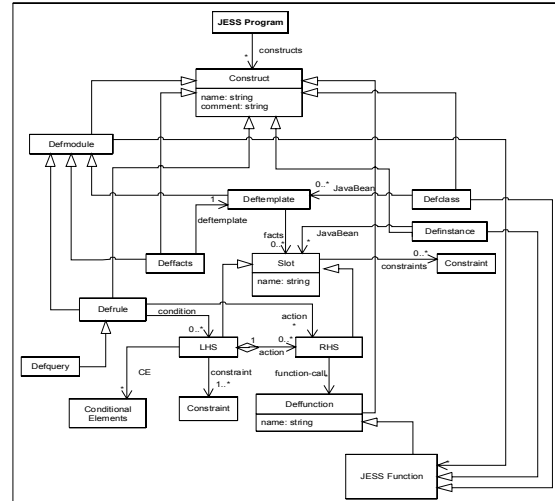 JESS Program
constructs
*
Construct
name: string
comment: string
Defmodule
0..*
JavaBean
1
Deftemplate
Defclass
deftemplate
facts
0..*
JavaBean
*
Definstance
Deffacts
Slot
name: string
0..*
constraints
Constraint
Defrule
condition
0..*
action
*
LHS
1
action
0..*
RHS
Defquery
CE
*
constraint
1..*
function-call
*
Conditional
Elements
Constraint
Deffunction
name: string
JESS Function
*